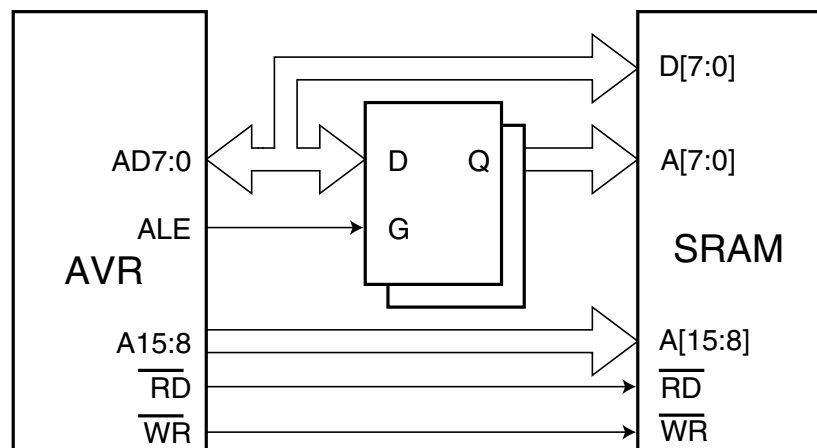 D[7:0]
AD7:0
D
Q
A[7:0]
ALE
G
AVR
SRAM
A15:8
A[15:8]
RD
RD
WR
WR